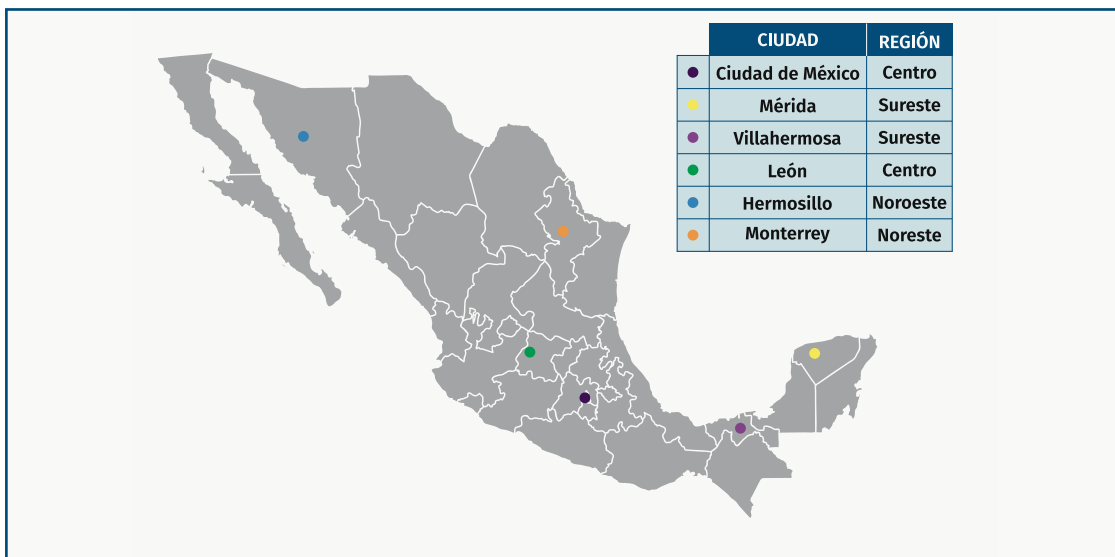 CIUDAD REGIÓN
Ciudad de México Centro
Mérida Sureste
Villahermosa Sureste
León Centro
Hermosillo Noroeste
Monterrey Noreste